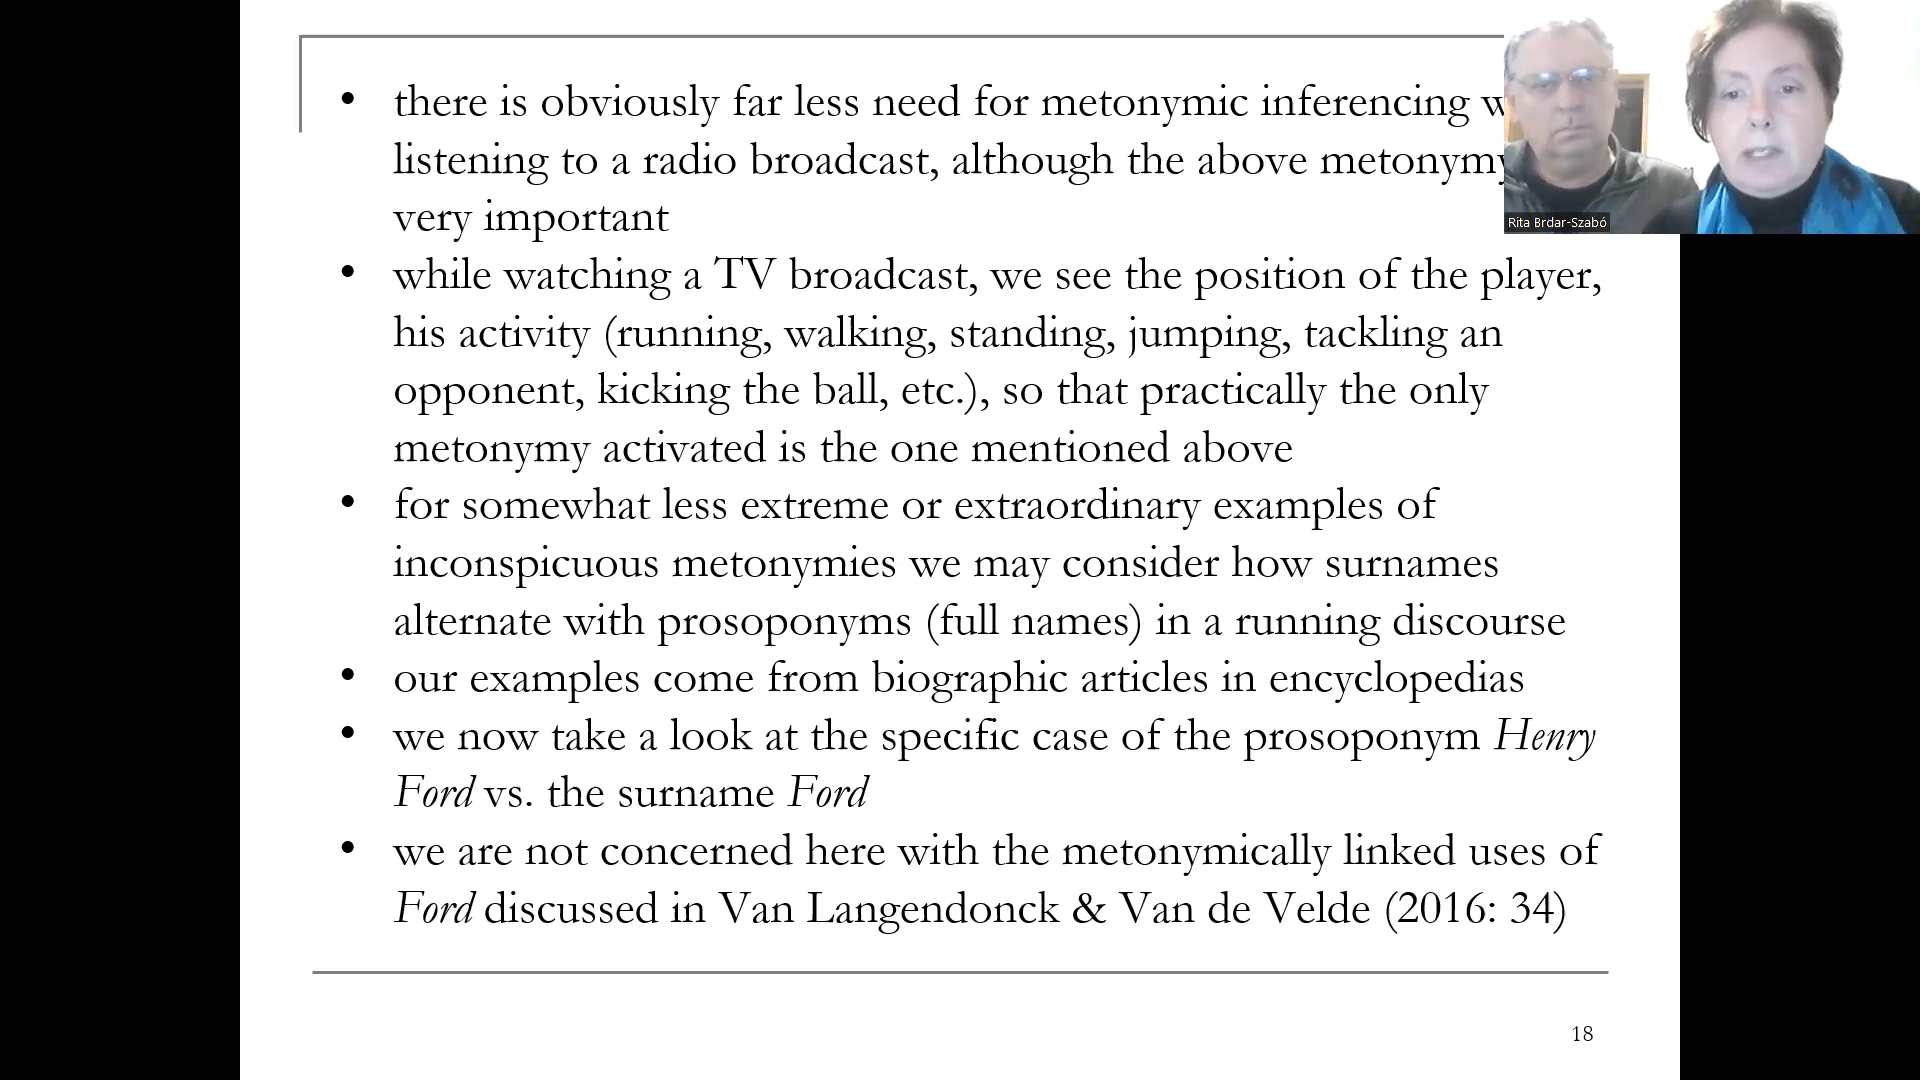 • there is obviously far less need for metonymic inferencing
listening to a radio broadcast, although the above metonymy
very important
• while watching a TV broadcast, we see the position of the player,
his activity (running, walking, standing, jumping, tackling an
opponent, kicking the ball, etc.), so that practically the only
metonymy activated is the one mentioned above
• for somewhat less extreme or extraordinary examples of
inconspicuous metonymies we may consider how surnames
alternate with prosoponyms (full names) in a running discourse
• our examples come from biographic articles in encyclopedias
• we now take a look at the specific case of the prosoponym Henry
Ford vs. the surname Ford
• we are not concerned here with the metonymically linked uses of
Ford discussed in Van Langendonck & Van de Velde (2016: 34)
18
Rita Brdar-Szabó